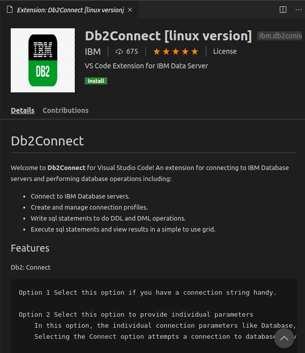 Extension: Db2Connect [linux version]
IBM
DB2
Db2Connect [linux version] ibm.db2conne
IBM 675 License
VS Code Extension for IBM Data Server
Install
Details Contributions
Db2Connect
Welcome to Db2Connect for Visual Studio Code! An extension for connecting to IBM Database
servers and performing database operations including:
Connect to IBM Database servers.
Create and manage connection profiles.
Write sql statements to do DDL and DML operations.
Execute sql statements and view results in a simple to use grid.
Features
Db2: Connect
Option 1 Select this option if you have a connection string handy.
Option 2 Select this option to provide individual parameters
In this option, the individual connection parameters like Database,
Selecting the Connect option attempts a connection to database